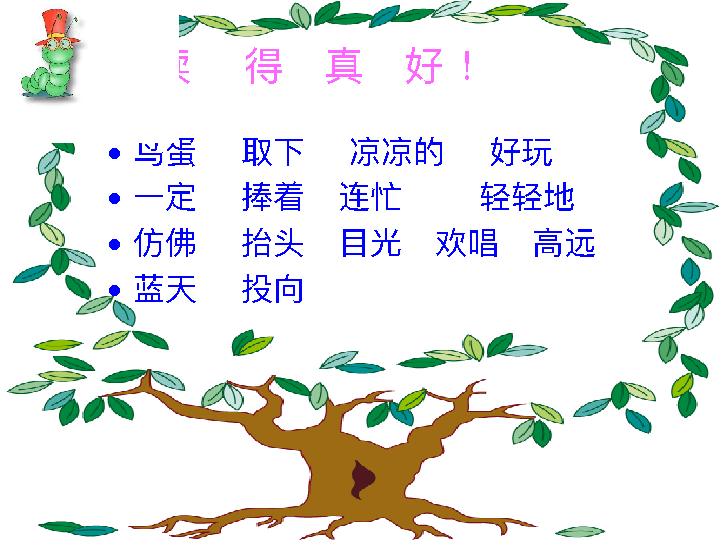 得 真 好！
鸟蛋 取下 凉凉的 好玩
一定 捧着 连忙 轻轻地
仿佛 抬头 目光 欢唱 高远
蓝天 投向